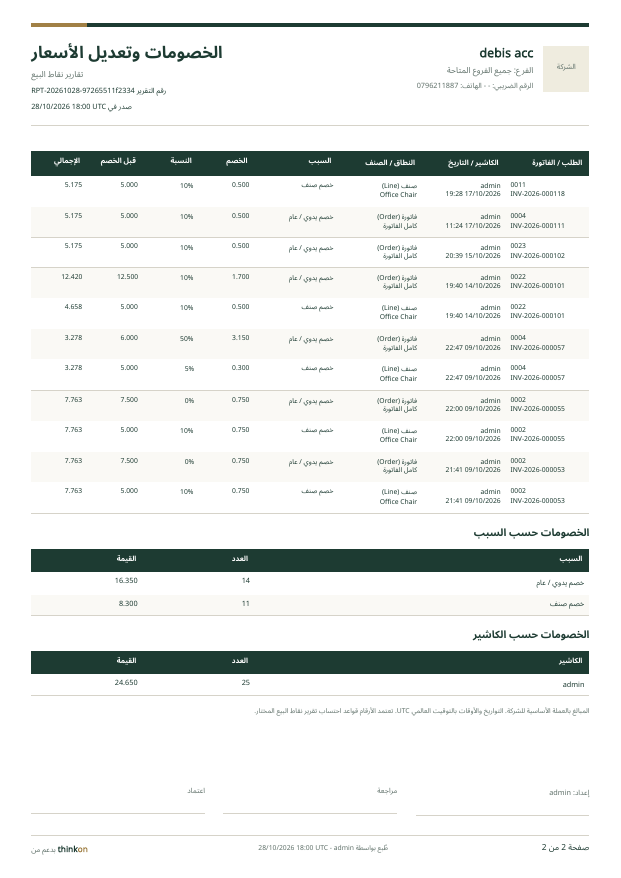 الشركة
debis acc
الفرع: جميع الفروع المتاحة
الرقم الضريبي: - - الهاتف: 0796211887
الخصومات وتعديل الأسعار
تقارير نقاط البيع
رقم التقرير RPT-20261028-97265511f2334
صدر في 28/10/2026 18:00 UTC
الطلب / الفاتورة الكاشير / التاريخ النطاق / الصنف السبب الخصم النسبة قبل الخصم الإجمالي
0011 admin صنف (Line) خصم صنف 0.500 10% 5.000 5.175
INV-2026-000118 17/10/2026 19:28 Office Chair
0004 admin فاتورة (Order) خصم يدوي / عام 0.500 10% 5.000 5.175
INV-2026-000111 17/10/2026 11:24 كامل الفاتورة
0023 admin فاتورة (Order) خصم يدوي / عام 0.500 10% 5.000 5.175
INV-2026-000102 15/10/2026 20:39 كامل الفاتورة
0022 admin فاتورة (Order) خصم يدوي / عام 1.700 10% 12.500 12.420
INV-2026-000101 14/10/2026 19:40 كامل الفاتورة
0022 admin صنف (Line) خصم صنف 0.500 10% 5.000 4.658
INV-2026-000101 14/10/2026 19:40 Office Chair
0004 admin فاتورة (Order) خصم يدوي / عام 3.150 50% 6.000 3.278
INV-2026-000057 09/10/2026 22:47 كامل الفاتورة
0004 admin صنف (Line) خصم صنف 0.300 5% 5.000 3.278
INV-2026-000057 09/10/2026 22:47 Office Chair
0002 admin فاتورة (Order) خصم يدوي / عام 0.750 0% 7.500 7.763
INV-2026-000055 09/10/2026 22:00 كامل الفاتورة
0002 admin صنف (Line) خصم صنف 0.750 10% 5.000 7.763
INV-2026-000055 09/10/2026 22:00 Office Chair
0002 admin فاتورة (Order) خصم يدوي / عام 0.750 0% 7.500 7.763
INV-2026-000053 09/10/2026 21:41 كامل الفاتورة
0002 admin صنف (Line) خصم صنف 0.750 10% 5.000 7.763
INV-2026-000053 09/10/2026 21:41 Office Chair
الخصومات حسب السبب
السبب العدد القيمة
خصم يدوي / عام 14 16.350
خصم صنف 11 8.300
الخصومات حسب الكاشير
الكاشير العدد القيمة
admin 25 24.650
المبالغ بالعملة الأساسية للشركة. التواريخ والأوقات بالتوقيت العالمي UTC. تعتمد الأرقام قواعد احتساب تقرير نقاط البيع المختار.
إعداد: admin مراجعة اعتماد
صفحة 2 من 2 طُبع بواسطة admin - 28/10/2026 18:00 UTC بدعم من thinkon